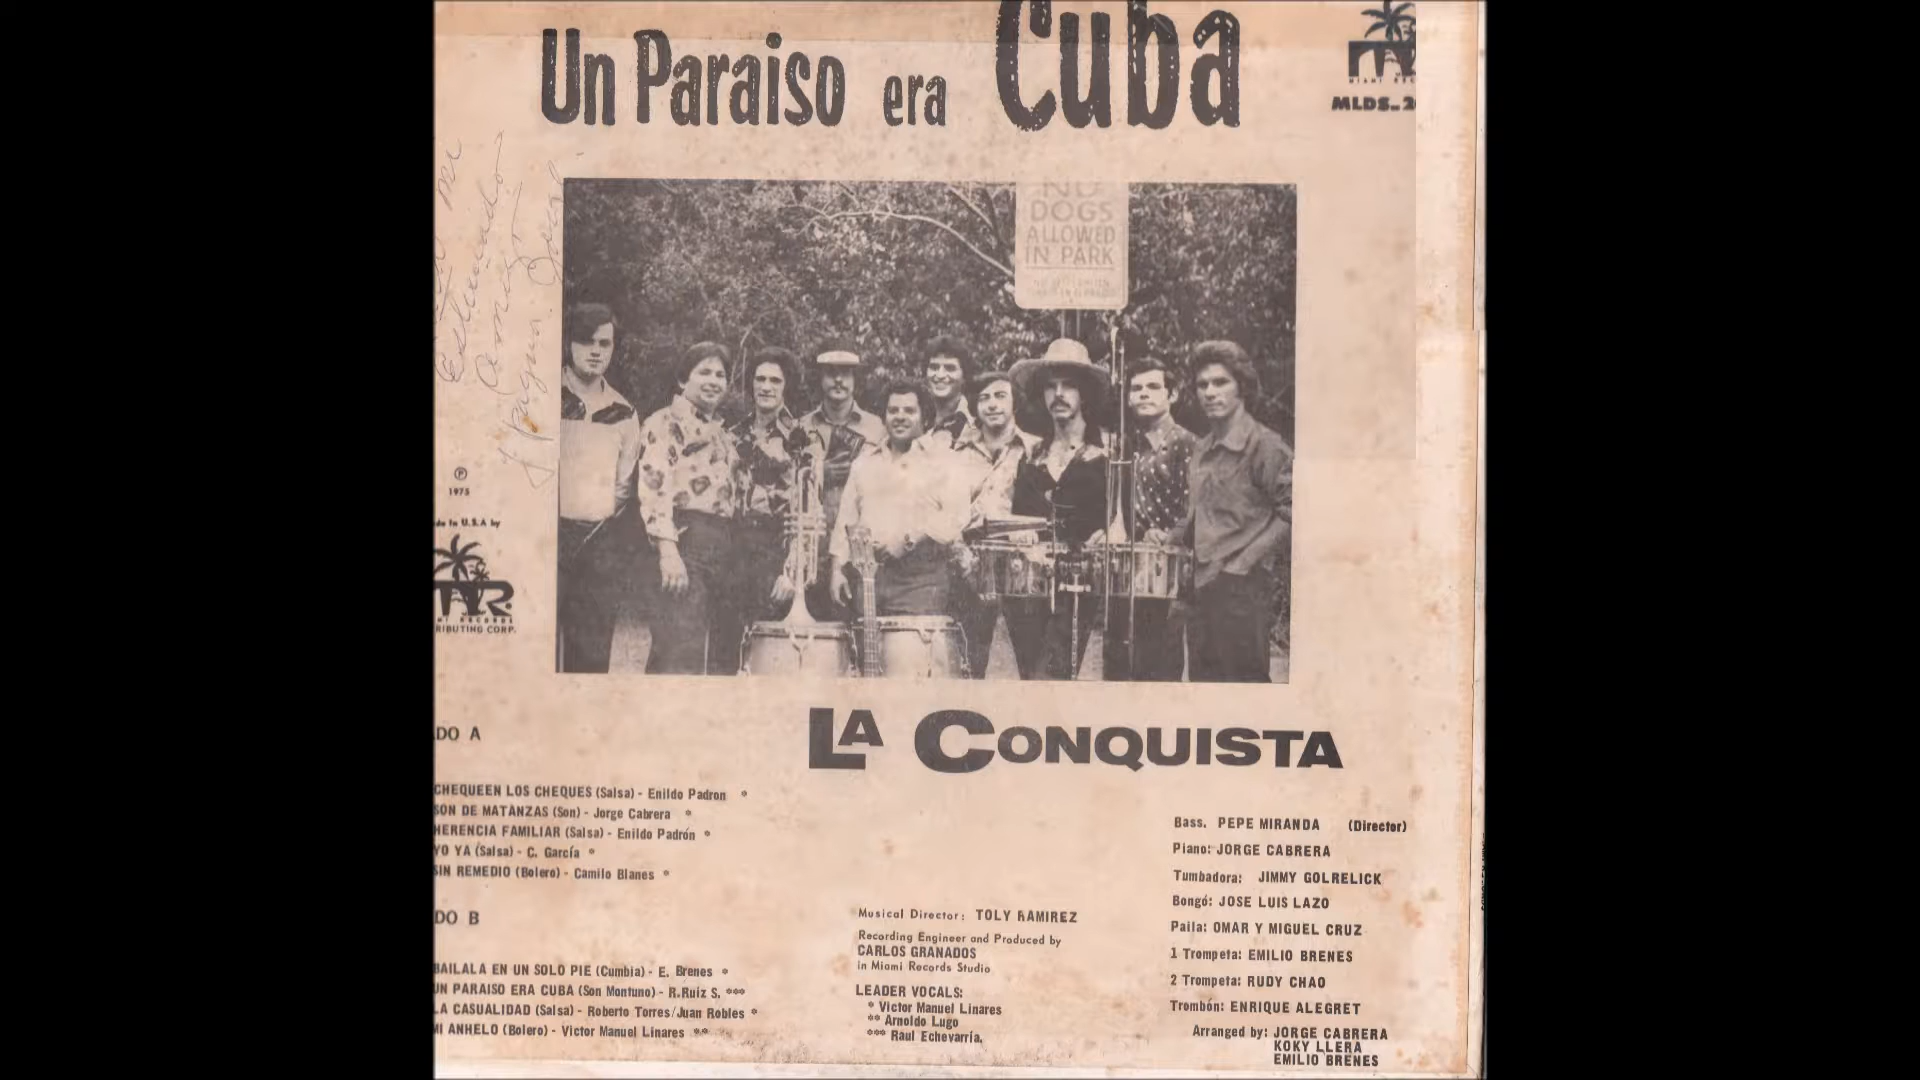 Un Paraiso era Cuba
MLDS-2
NO
DOGS
ALLOWED
IN PARK
Estimado
℗
1975
de In U.S.A by
RIBUTING CORP.
DO A
CHEQUEEN LOS CHEQUES (Salsa) - Enildo Padron *
SON DE MATANZAS (Son) - Jorge Cabrera *
HERENCIA FAMILIAR (Salsa) - Enildo Padrón *
YO YA (Salsa) - C. García *
SIN REMEDIO (Bolero) - Camilo Blanes *
DO B
BAILALA EN UN SOLO PIE (Cumbia) - E. Brenes *
UN PARAISO ERA CUBA (Son Montuno) - R.Ruiz S. ***
LA CASUALIDAD (Salsa) - Roberto Torres/Juan Robles *
MI ANHELO (Bolero) - Victor Manuel Linares **
LA CONQUISTA
Musical Director: TOLY RAMIREZ
Recording Engineer and Produced by
CARLOS GRANADOS
in Miami Records Studio
LEADER VOCALS:
* Victor Manuel Linares
** Arnoldo Lugo
*** Raul Echevarría.
Bass. PEPE MIRANDA (Director)
Piano: JORGE CABRERA
Tumbadora: JIMMY GOLRELICK
Bongó: JOSE LUIS LAZO
Paila: OMAR Y MIGUEL CRUZ
1 Trompeta: EMILIO BRENES
2 Trompeta: RUDY CHAO
Trombón: ENRIQUE ALEGRET
Arranged by: JORGE CABRERA
KOKY LLERA
EMILIO BRENES